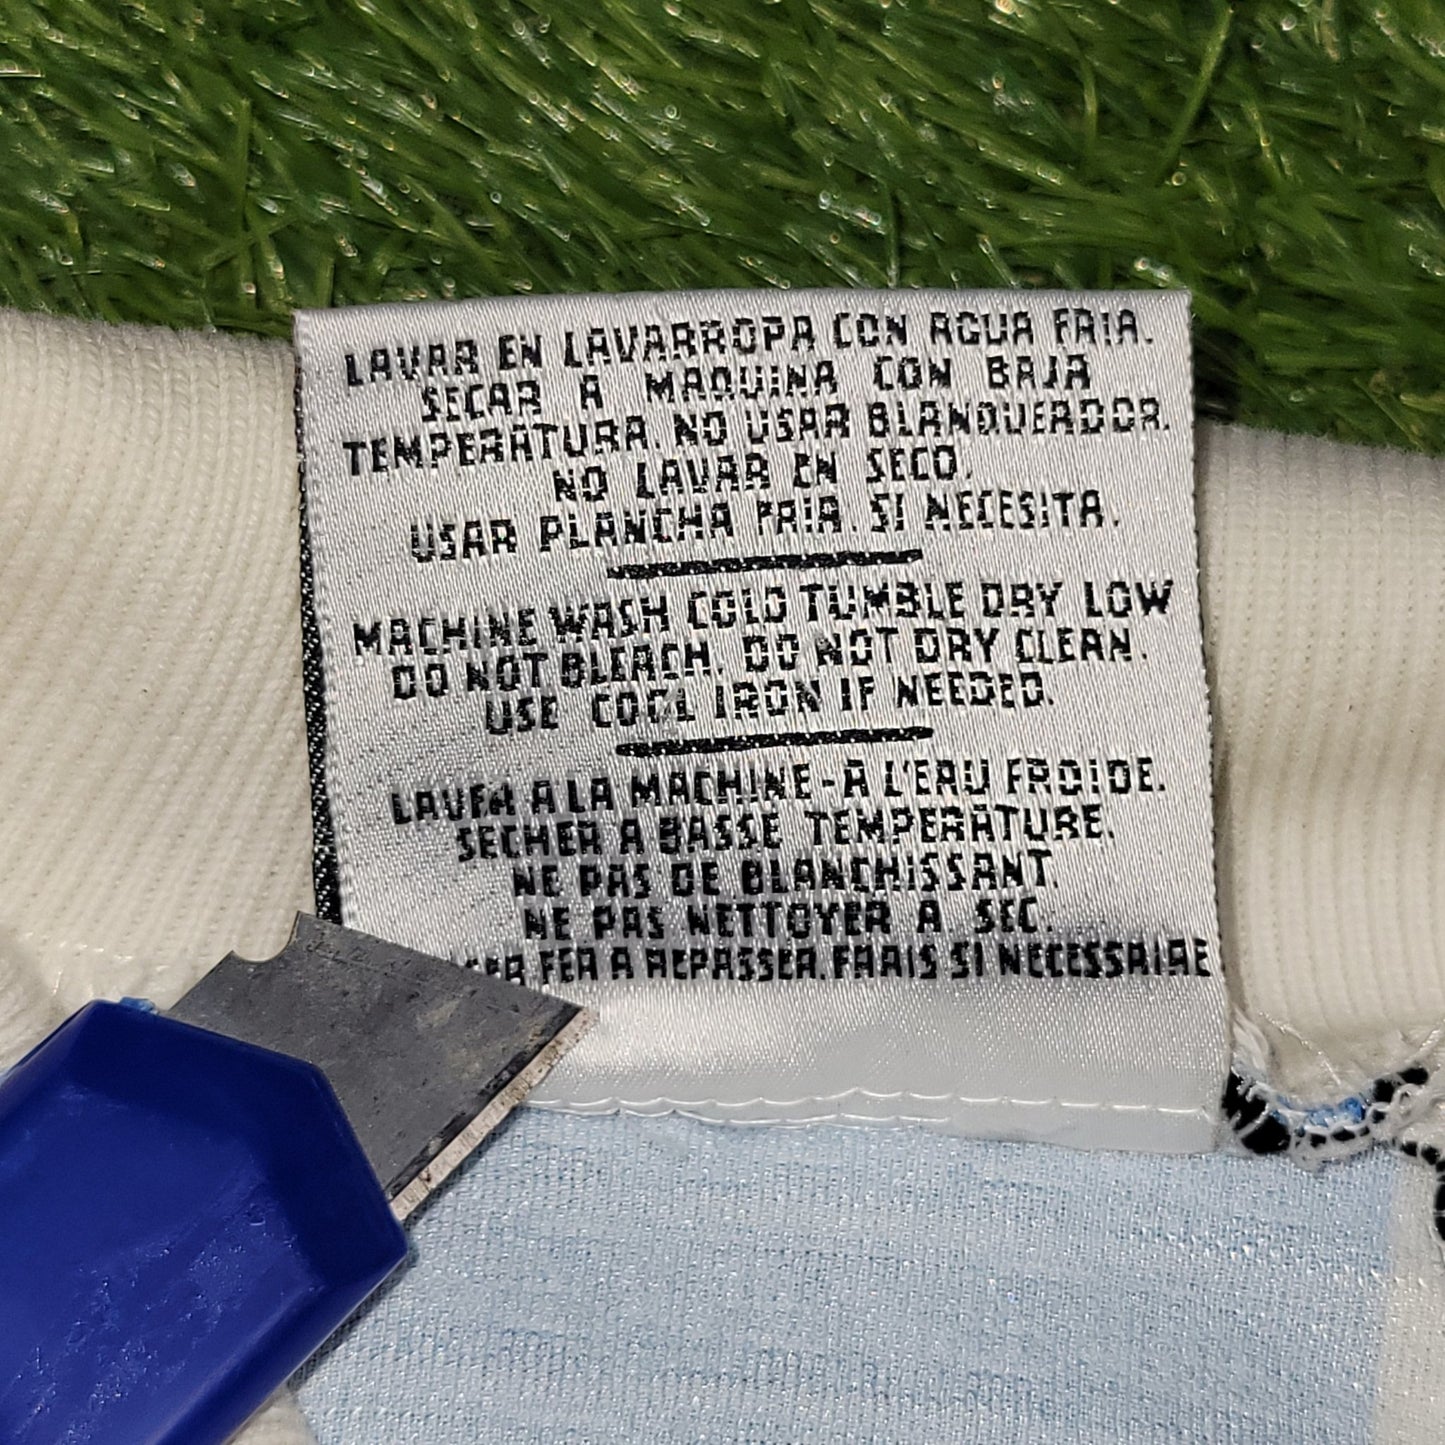 LAVAR EN LAVARROPA CON AGUA FRIA.
SECAR A MAQUINA CON BAJA
TEMPERATURA. NO USAR BLANQUERDOR.
NO LAVAR EN SECO.
USAR PLANCHA FRIA. SI NECESITA.
MACHINE WASH COLD TUMBLE DRY LOW
DO NOT BLEACH. DO NOT DRY CLEAN.
USE COOL IRON IF NEEDED.
A LA MACHINE-A L'EAU FROIDE.
SECHER A BASSE TEMPERATURE.
NE PAS DE BLANCHISSANT.
NE PAS NETTOYER A SEC.
FER A REPASSER. FRAIS SI NECESSAIRE